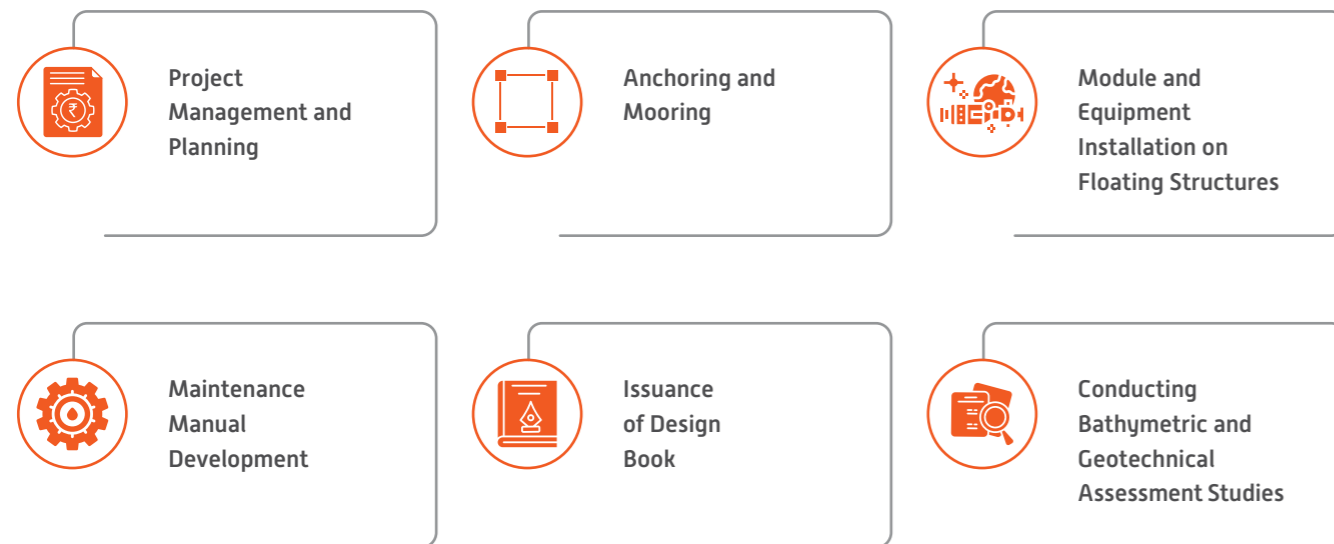 Project
Management and
Planning
Anchoring and
Mooring
Module and
Equipment
Installation on
Floating Structures
Maintenance
Manual
Development
Issuance
of Design
Book
Conducting
Bathymetric and
Geotechnical
Assessment Studies